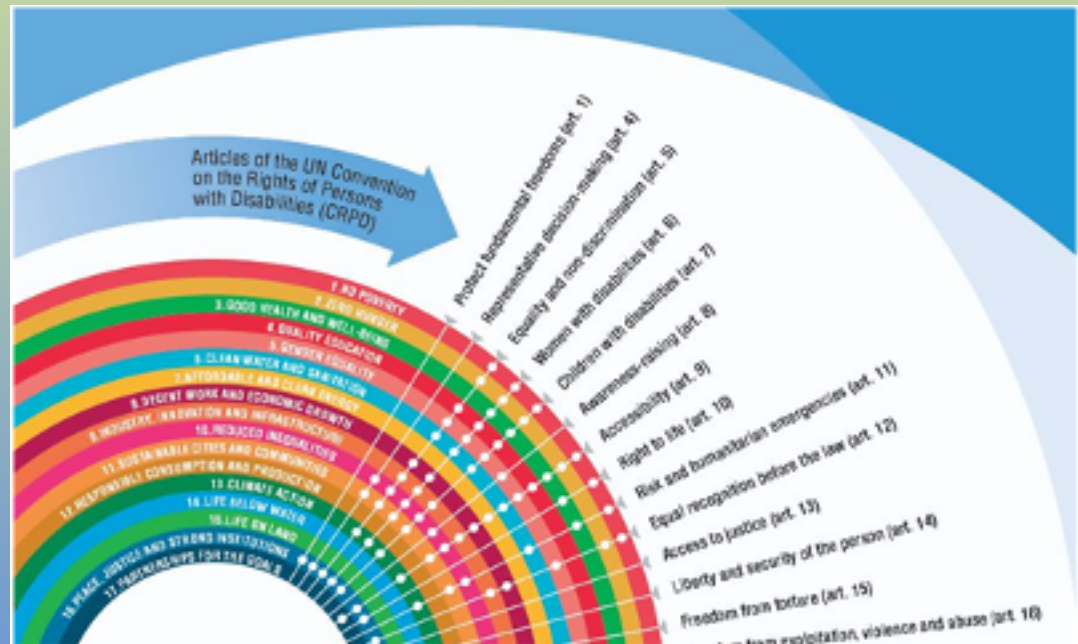 Articles of the UN Convention
on the Rights of Persons
with Disabilities (CRPD)
1. NO POVERTY
2. ZERO HUNGER
3. GOOD HEALTH AND WELL-BEING
4. QUALITY EDUCATION
5. GENDER EQUALITY
6. CLEAN WATER AND SANITATION
7. AFFORDABLE AND CLEAN ENERGY
8. DECENT WORK AND ECONOMIC GROWTH
9. INDUSTRY, INNOVATION AND INFRASTRUCTURE
10. REDUCED INEQUALITIES
11. SUSTAINABLE CITIES AND COMMUNITIES
12. RESPONSIBLE CONSUMPTION AND PRODUCTION
13. CLIMATE ACTION
14. LIFE BELOW WATER
15. LIFE ON LAND
16. PEACE, JUSTICE AND STRONG INSTITUTIONS
17. PARTNERSHIPS FOR THE GOALS
Protect fundamental freedoms (art. 1)
Representative decision-making (art. 4)
Equality and non-discrimination (art. 5)
Women with disabilities (art. 6)
Children with disabilities (art. 7)
Awareness-raising (art. 8)
Accessibility (art. 9)
Right to life (art. 10)
Risk and humanitarian emergencies (art. 11)
Equal recognition before the law (art. 12)
Access to justice (art. 13)
Liberty and security of the person (art. 14)
Freedom from torture (art. 15)
from exploitation, violence and abuse (art. 16)